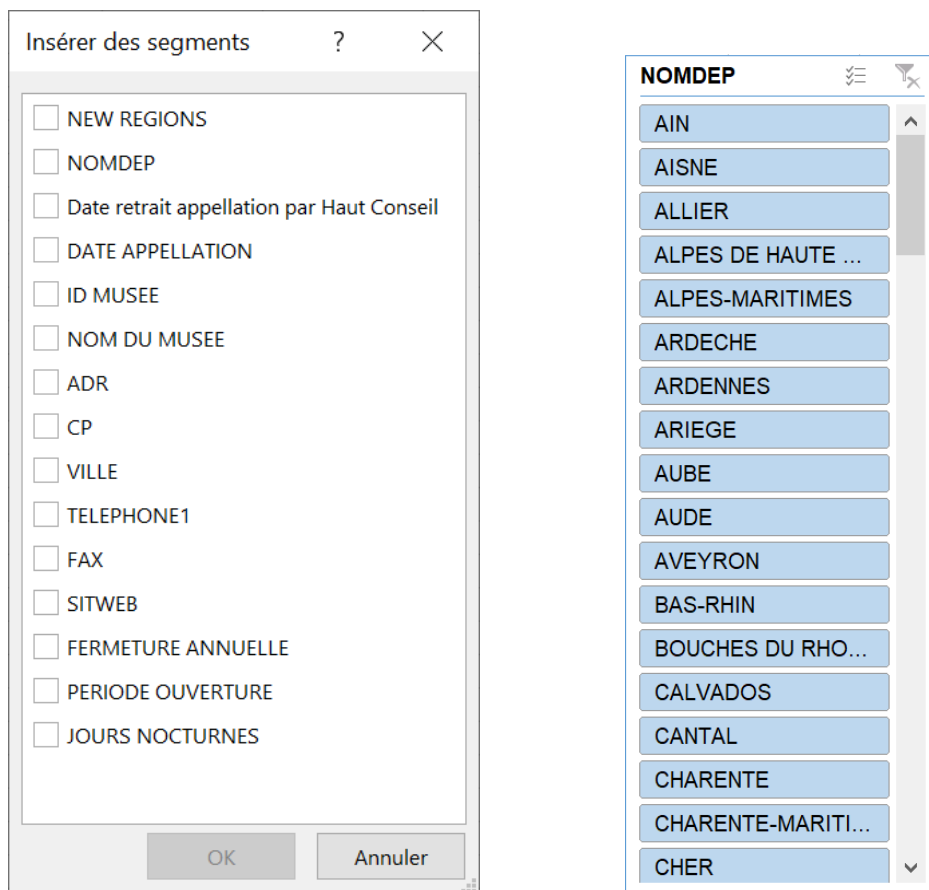 Insérer des segments ?
NEW REGIONS
NOMDEP
Date retrait appellation par Haut Conseil
DATE APPELLATION
ID MUSEE
NOM DU MUSEE
ADR
CP
VILLE
TELEPHONE1
FAX
SITWEB
FERMETURE ANNUELLE
PERIODE OUVERTURE
JOURS NOCTURNES
OK
Annuler
NOMDEP
AIN
AISNE
ALLIER
ALPES DE HAUTE ...
ALPES-MARITIMES
ARDECHE
ARDENNES
ARIEGE
AUBE
AUDE
AVEYRON
BAS-RHIN
BOUCHES DU RHO...
CALVADOS
CANTAL
CHARENTE
CHARENTE-MARITI...
CHER